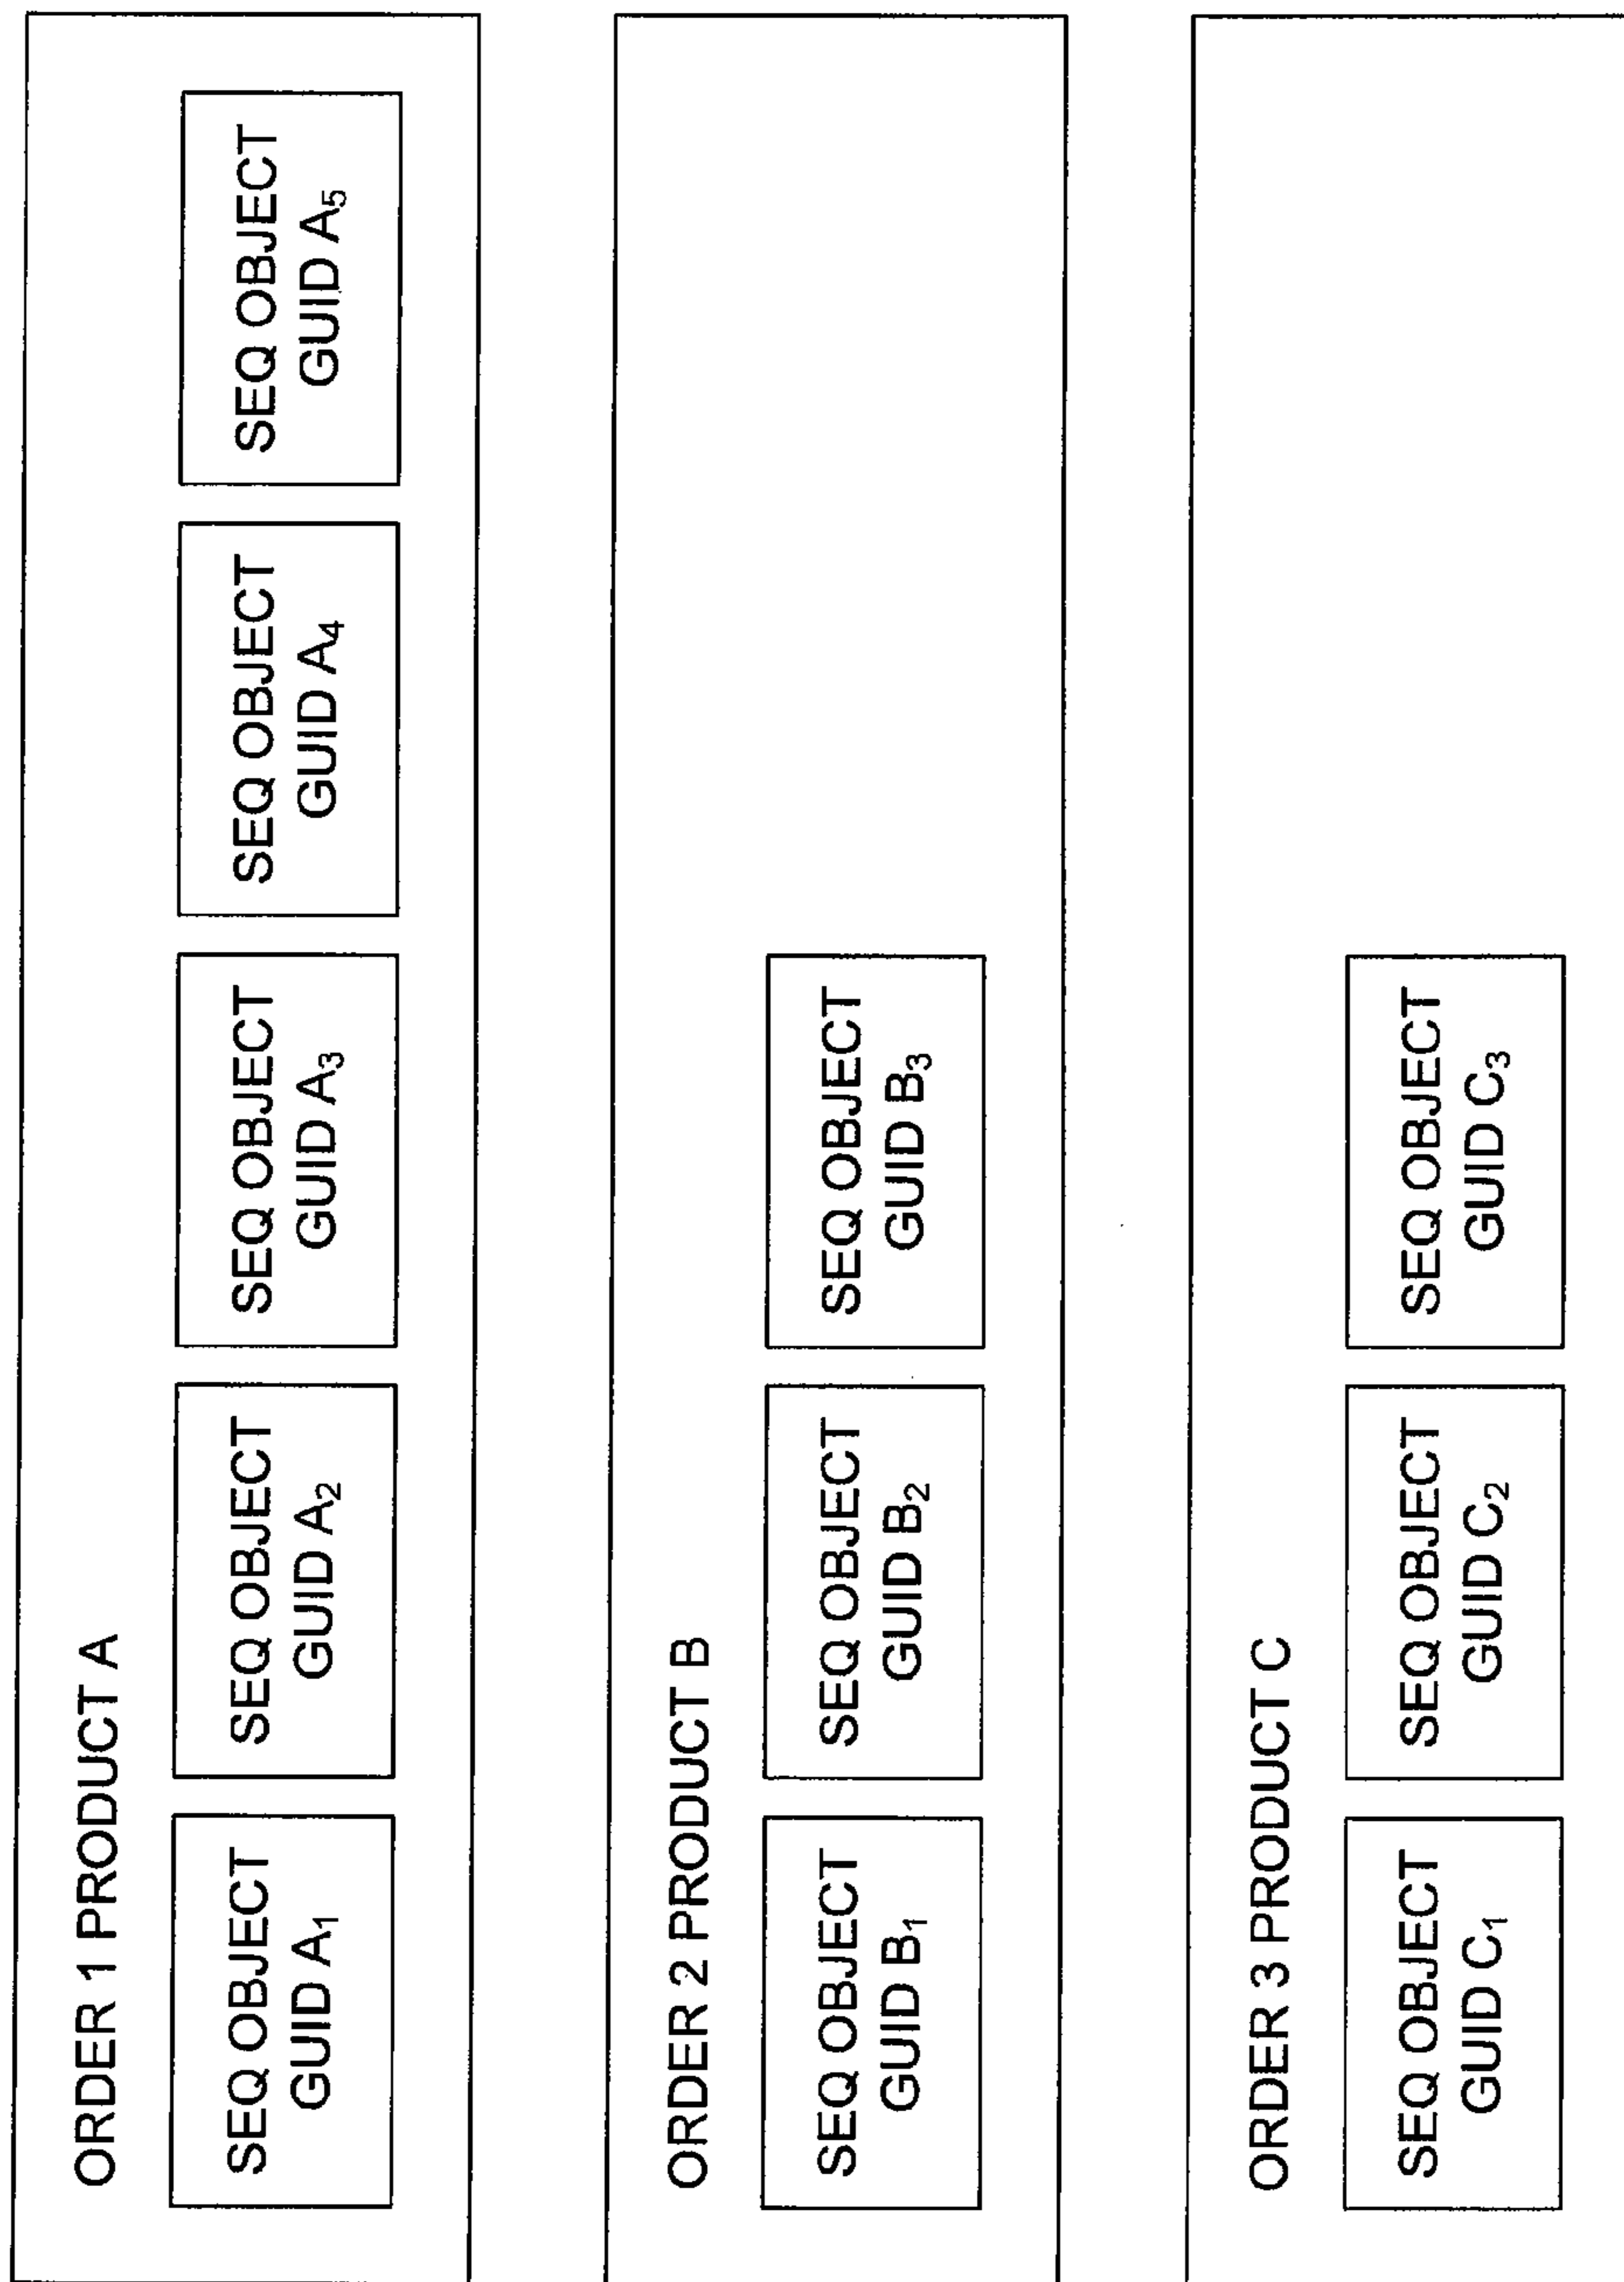 ORDER 1 PRODUCT A
SEQ OBJECT
GUID A₁
SEQ OBJECT
GUID A₂
SEQ OBJECT
GUID A₃
SEQ OBJECT
GUID A₄
SEQ OBJECT
GUID A₅
ORDER 2 PRODUCT B
SEQ OBJECT
GUID B₁
SEQ OBJECT
GUID B₂
SEQ OBJECT
GUID B₃
ORDER 3 PRODUCT C
SEQ OBJECT
GUID C₁
SEQ OBJECT
GUID C₂
SEQ OBJECT
GUID C₃